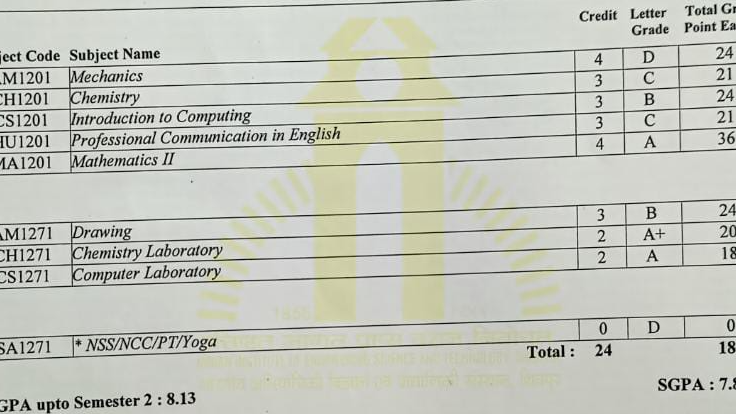 Credit Letter Total Gr
Grade Point Ea
ject Code Subject Name
AM1201 Mechanics 4 D 24
CH1201 Chemistry 3 C 21
CS1201 Introduction to Computing 3 B 24
HU1201 Professional Communication in English 3 C 21
MA1201 Mathematics II 4 A 36
AM1271 Drawing 3 B 24
CH1271 Chemistry Laboratory 2 A+ 20
CS1271 Computer Laboratory 2 A 18
SA1271 * NSS/NCC/PT/Yoga 0 D 0
Total : 24 18
SGPA : 7.8
GPA upto Semester 2 : 8.13